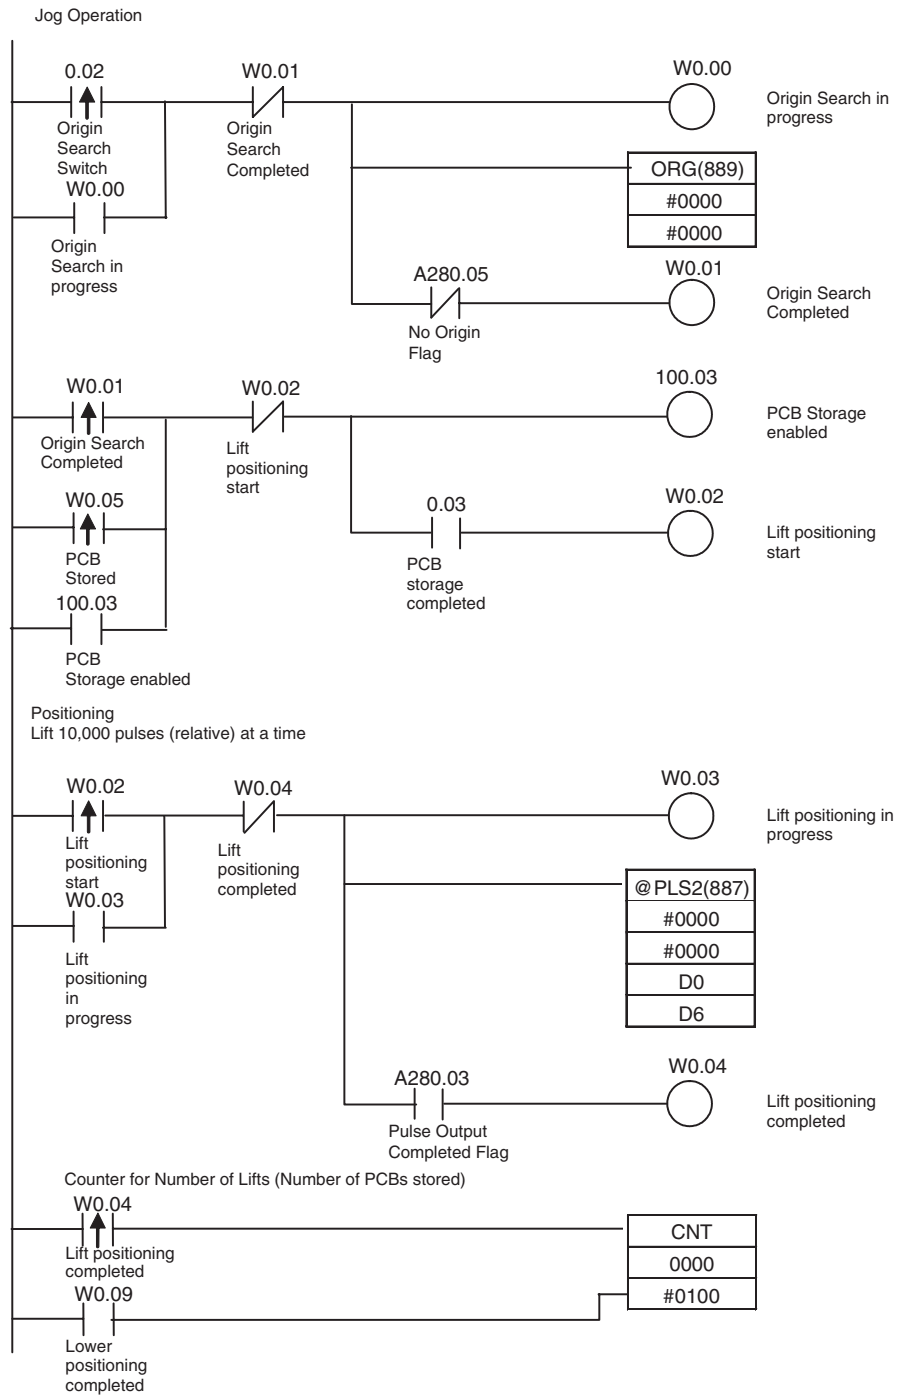 Jog Operation
0.02
W0.01
W0.00
Origin Search in
progress
Origin
Search
Switch
Origin
Search
Completed
ORG(889)
#0000
#0000
W0.00
Origin
Search in
progress
A280.05
W0.01
Origin Search
Completed
No Origin
Flag
W0.01
W0.02
100.03
PCB Storage
enabled
Origin Search
Completed
Lift
positioning
start
W0.05
0.03
W0.02
Lift positioning
start
PCB
Stored
PCB
storage
completed
100.03
PCB
Storage enabled
Positioning
Lift 10,000 pulses (relative) at a time
W0.02
W0.04
W0.03
Lift positioning in
progress
Lift
positioning
start
Lift
positioning
completed
@PLS2(887)
#0000
#0000
D0
D6
W0.03
Lift
positioning
in
progress
A280.03
W0.04
Lift positioning
completed
Pulse Output
Completed Flag
Counter for Number of Lifts (Number of PCBs stored)
W0.04
Lift positioning
completed
CNT
0000
#0100
W0.09
Lower
positioning
completed